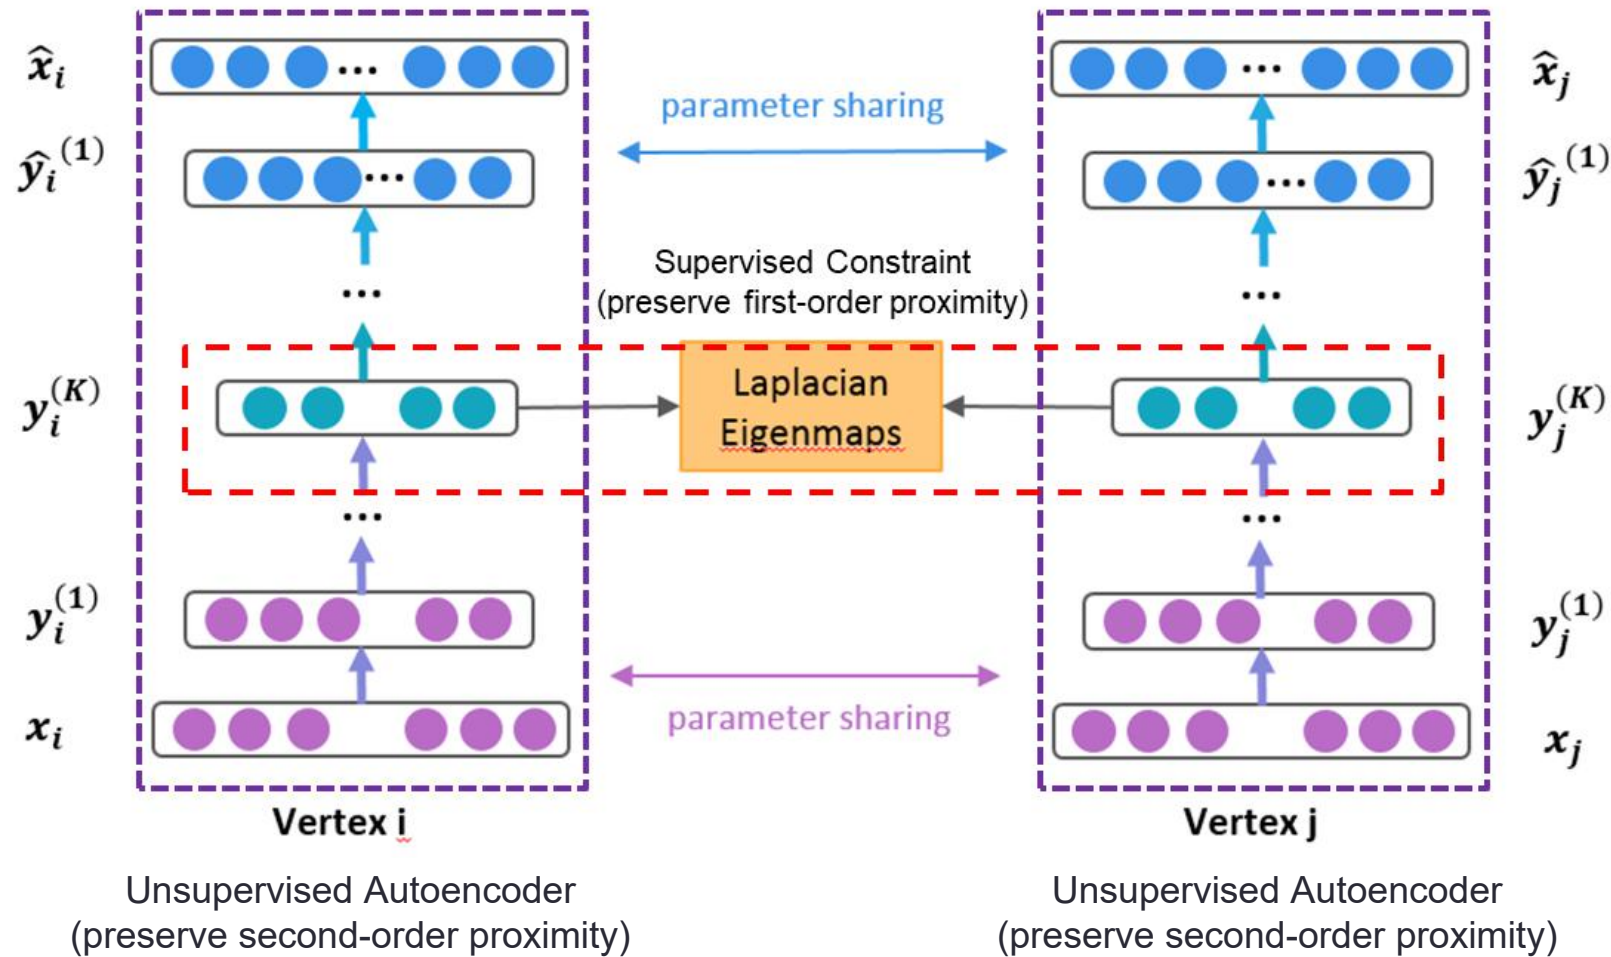 x̂ᵢ
x̂ⱼ
parameter sharing
ŷᵢ⁽¹⁾
ŷⱼ⁽¹⁾
Supervised Constraint
(preserve first-order proximity)
yᵢ⁽ᴷ⁾
Laplacian
Eigenmaps
yⱼ⁽ᴷ⁾
yᵢ⁽¹⁾
yⱼ⁽¹⁾
parameter sharing
xᵢ
xⱼ
Vertex i
Vertex j
Unsupervised Autoencoder
(preserve second-order proximity)
Unsupervised Autoencoder
(preserve second-order proximity)